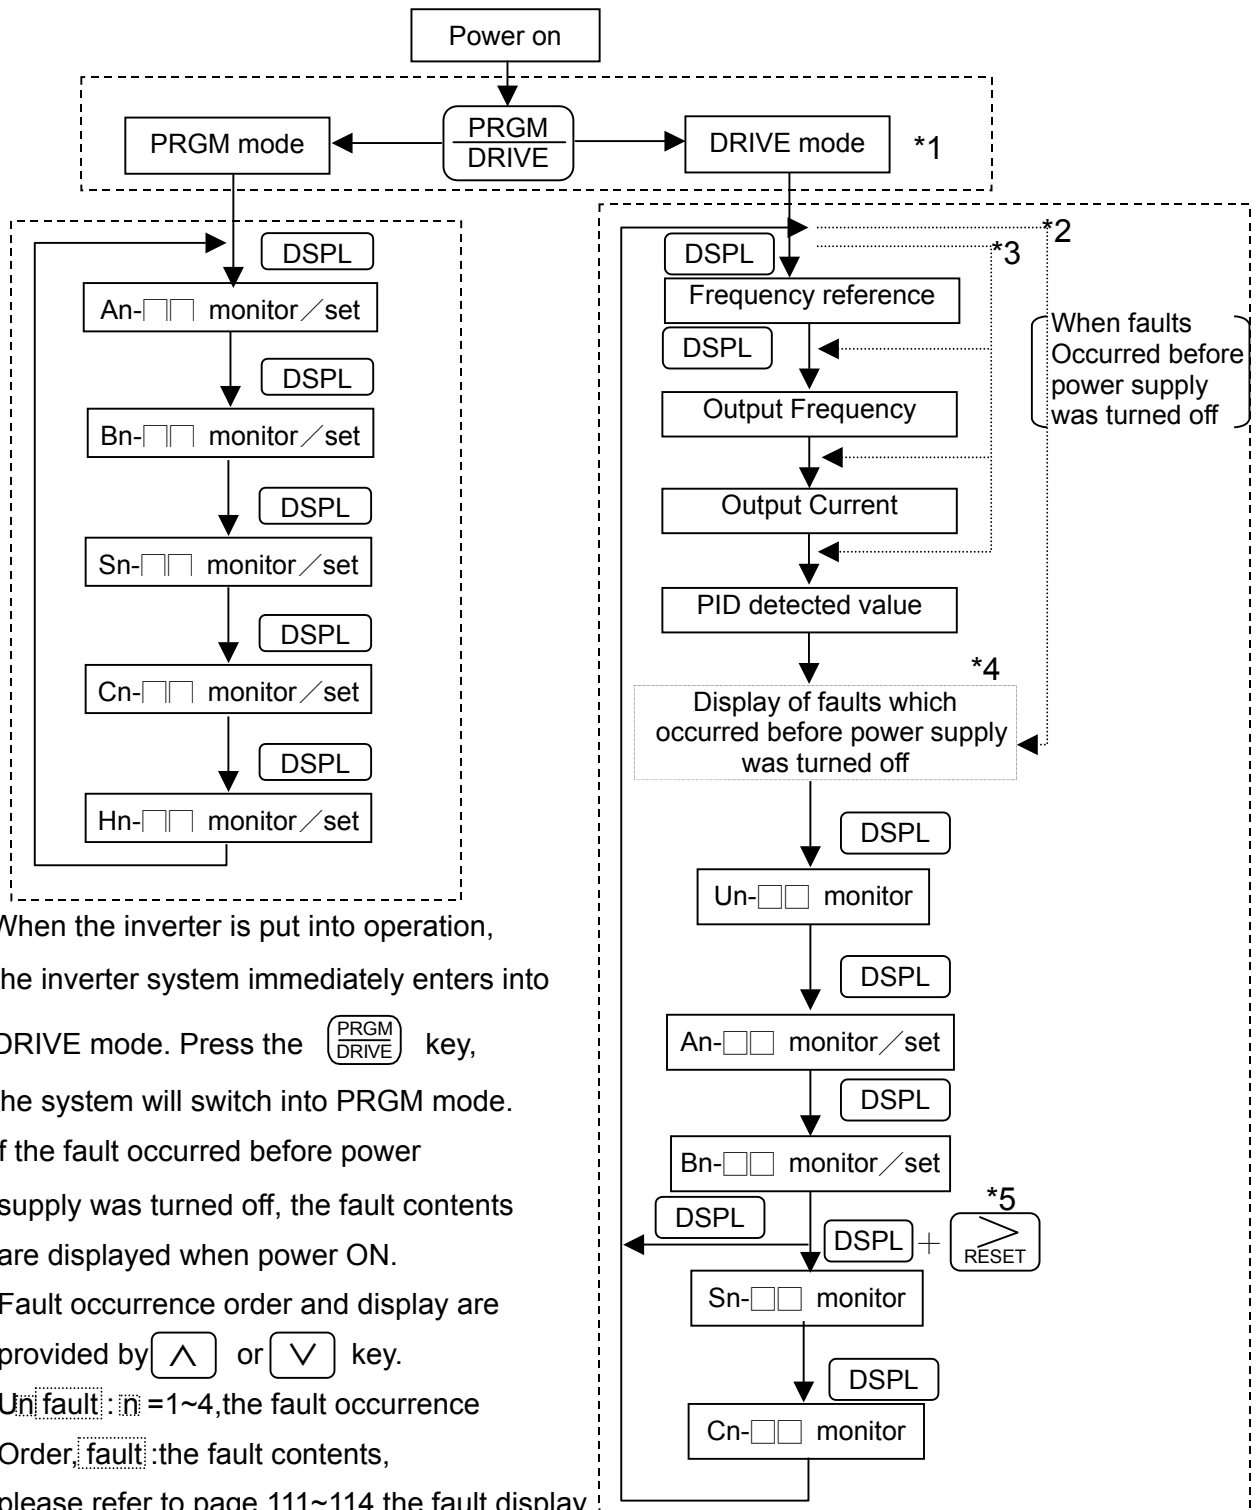 Power on
PRGM mode
PRGM
DRIVE
DRIVE mode
*1
DSPL
An-□□ monitor／set
DSPL
Bn-□□ monitor／set
DSPL
Sn-□□ monitor／set
DSPL
Cn-□□ monitor／set
DSPL
Hn-□□ monitor／set
When the inverter is put into operation,
he inverter system immediately enters into
DRIVE mode. Press the PRGM DRIVE key,
he system will switch into PRGM mode.
f the fault occurred before power
supply was turned off, the fault contents
are displayed when power ON.
Fault occurrence order and display are
provided by ∧ or ∨ key.
Un fault : n =1~4,the fault occurrence
Order, fault :the fault contents,
please refer to page 111~114 the fault display
*2
*3
DSPL
Frequency reference
DSPL
Output Frequency
Output Current
PID detected value
When faults
Occurred before
power supply
was turned off
*4
Display of faults which
occurred before power supply
was turned off
DSPL
Un-□□ monitor
DSPL
An-□□ monitor／set
DSPL
Bn-□□ monitor／set
DSPL
*5
DSPL + > RESET
Sn-□□ monitor
DSPL
Cn-□□ monitor